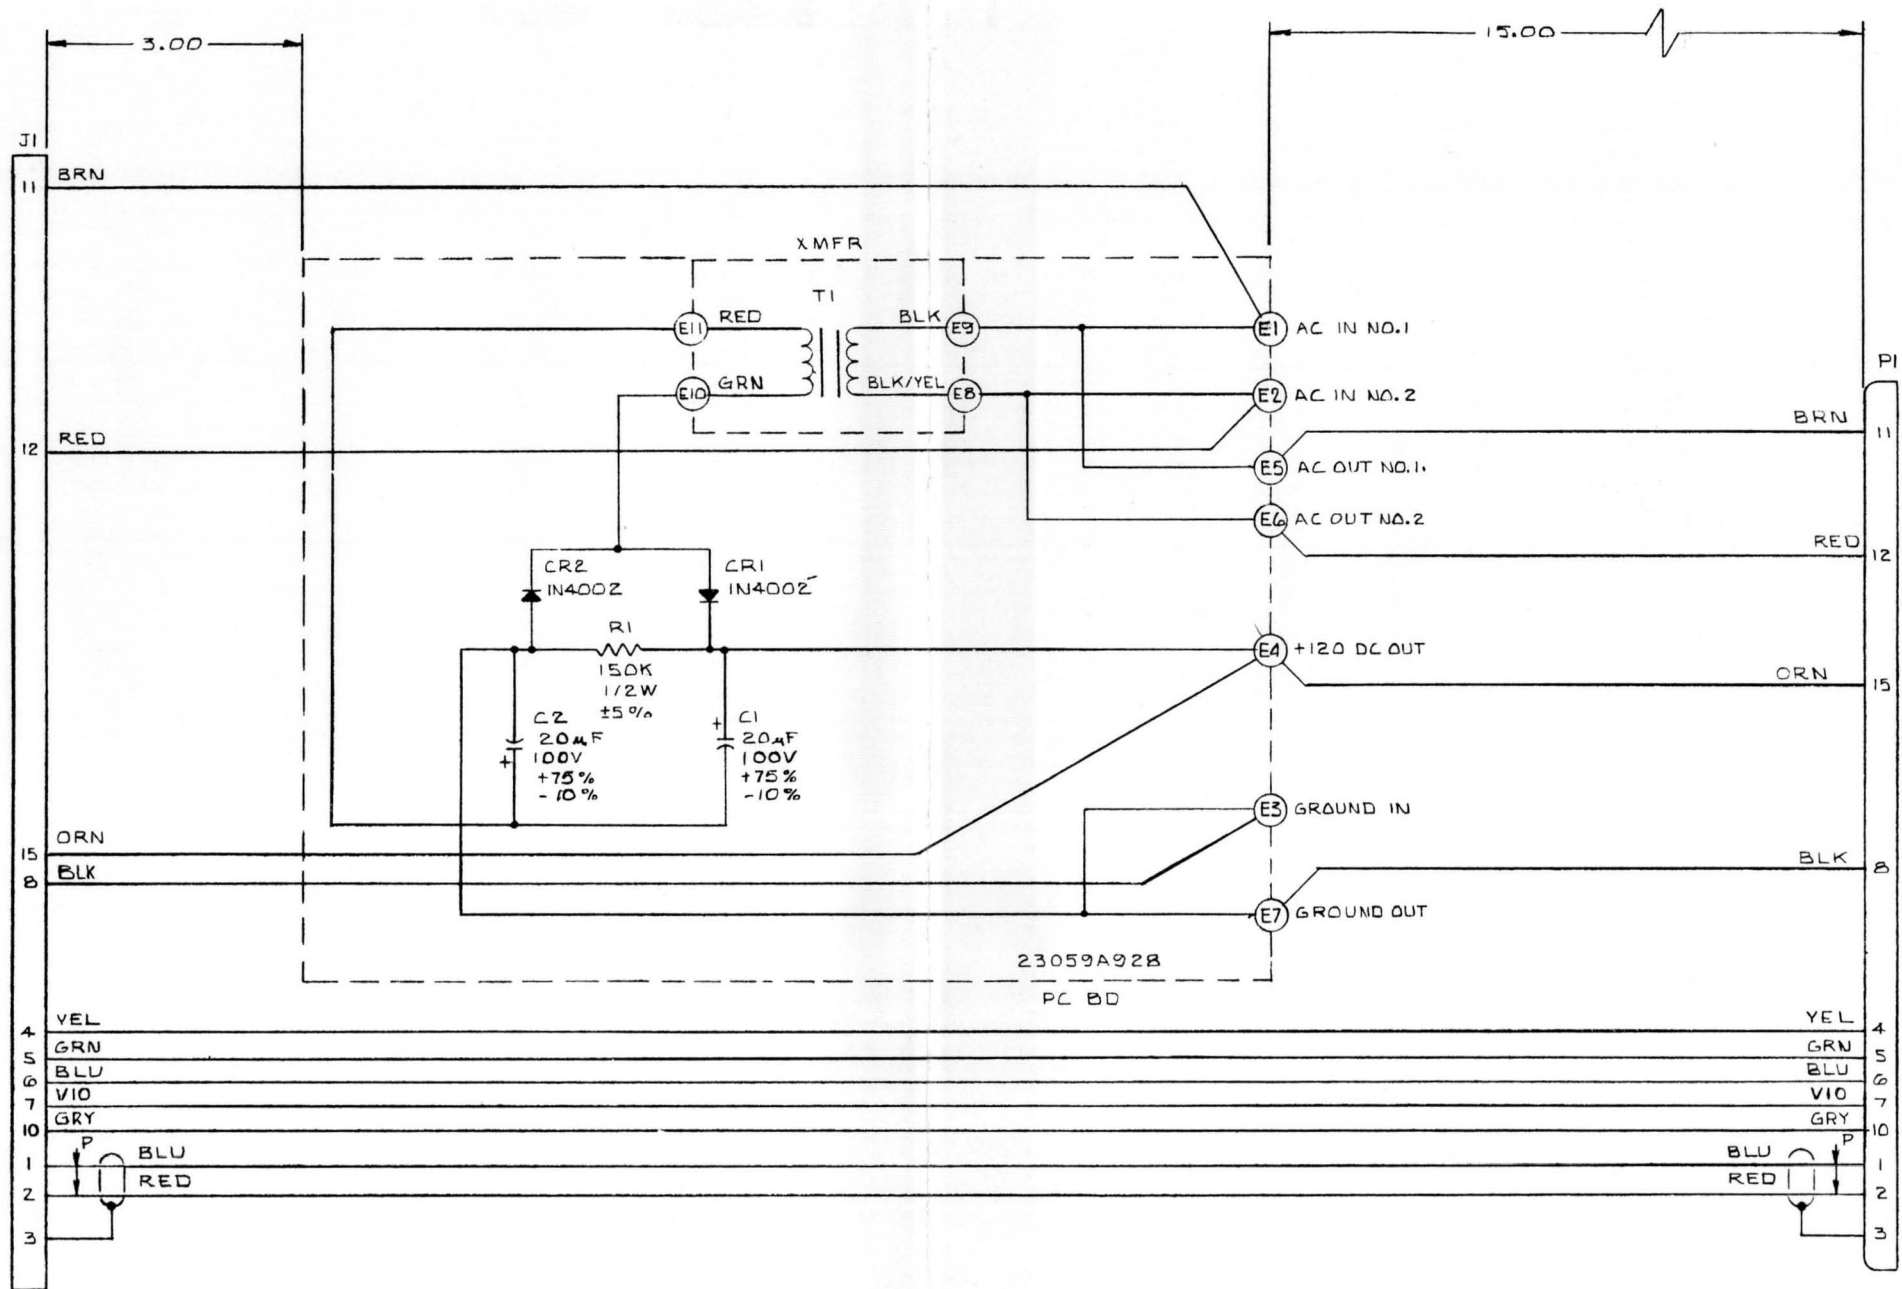 3.00
15.00
J1
11 BRN
XMFR
T1
E11 RED
BLK E9
E1 AC IN NO.1
E10 GRN
BLK/YEL E8
E2 AC IN NO.2
P1
BRN 11
12 RED
E5 AC OUT NO.1.
E6 AC OUT NO.2
RED 12
CR2
1N4002
CR1
1N4002
R1
150K
1/2W
±5%
E4 +120 DC OUT
ORN 15
C2
20μF
100V
+75%
-10%
+
C1
20μF
100V
+75%
-10%
+
E3 GROUND IN
15 ORN
8 BLK
BLK 8
E7 GROUND OUT
23059A928
PC BD
4 YEL
YEL 4
5 GRN
GRN 5
6 BLU
BLU 6
7 VIO
VIO 7
10 GRY
GRY 10
P
P
1 BLU
BLU 1
2 RED
RED 2
3
3